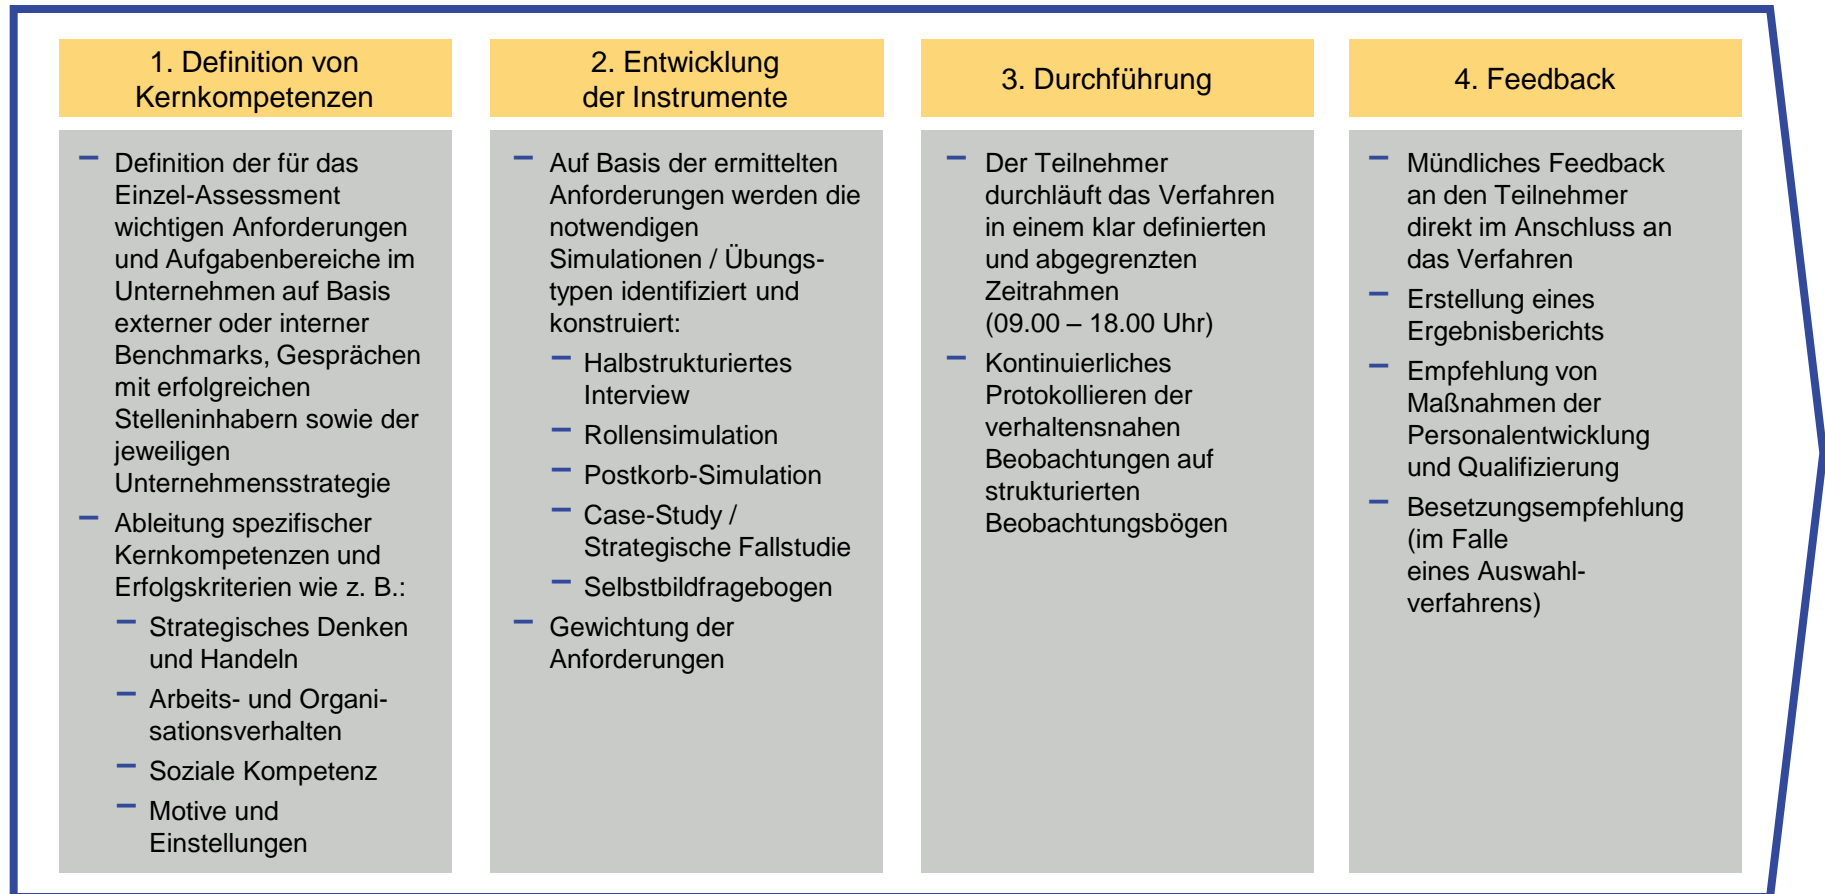 1. Definition von
Kernkompetenzen
– Definition der für das
Einzel-Assessment
wichtigen Anforderungen
und Aufgabenbereiche im
Unternehmen auf Basis
externer oder interner
Benchmarks, Gesprächen
mit erfolgreichen
Stelleninhabern sowie der
jeweiligen
Unternehmensstrategie
– Ableitung spezifischer
Kernkompetenzen und
Erfolgskriterien wie z. B.:
– Strategisches Denken
und Handeln
– Arbeits- und Organi-
sationsverhalten
– Soziale Kompetenz
– Motive und
Einstellungen
2. Entwicklung
der Instrumente
– Auf Basis der ermittelten
Anforderungen werden die
notwendigen
Simulationen / Übungs-
typen identifiziert und
konstruiert:
– Halbstrukturiertes
Interview
– Rollensimulation
– Postkorb-Simulation
– Case-Study /
Strategische Fallstudie
– Selbstbildfragebogen
– Gewichtung der
Anforderungen
3. Durchführung
– Der Teilnehmer
durchläuft das Verfahren
in einem klar definierten
und abgegrenzten
Zeitrahmen
(09.00 – 18.00 Uhr)
– Kontinuierliches
Protokollieren der
verhaltensnahen
Beobachtungen auf
strukturierten
Beobachtungsbögen
4. Feedback
– Mündliches Feedback
an den Teilnehmer
direkt im Anschluss an
das Verfahren
– Erstellung eines
Ergebnisberichts
– Empfehlung von
Maßnahmen der
Personalentwicklung
und Qualifizierung
– Besetzungsempfehlung
(im Falle
eines Auswahl-
verfahrens)